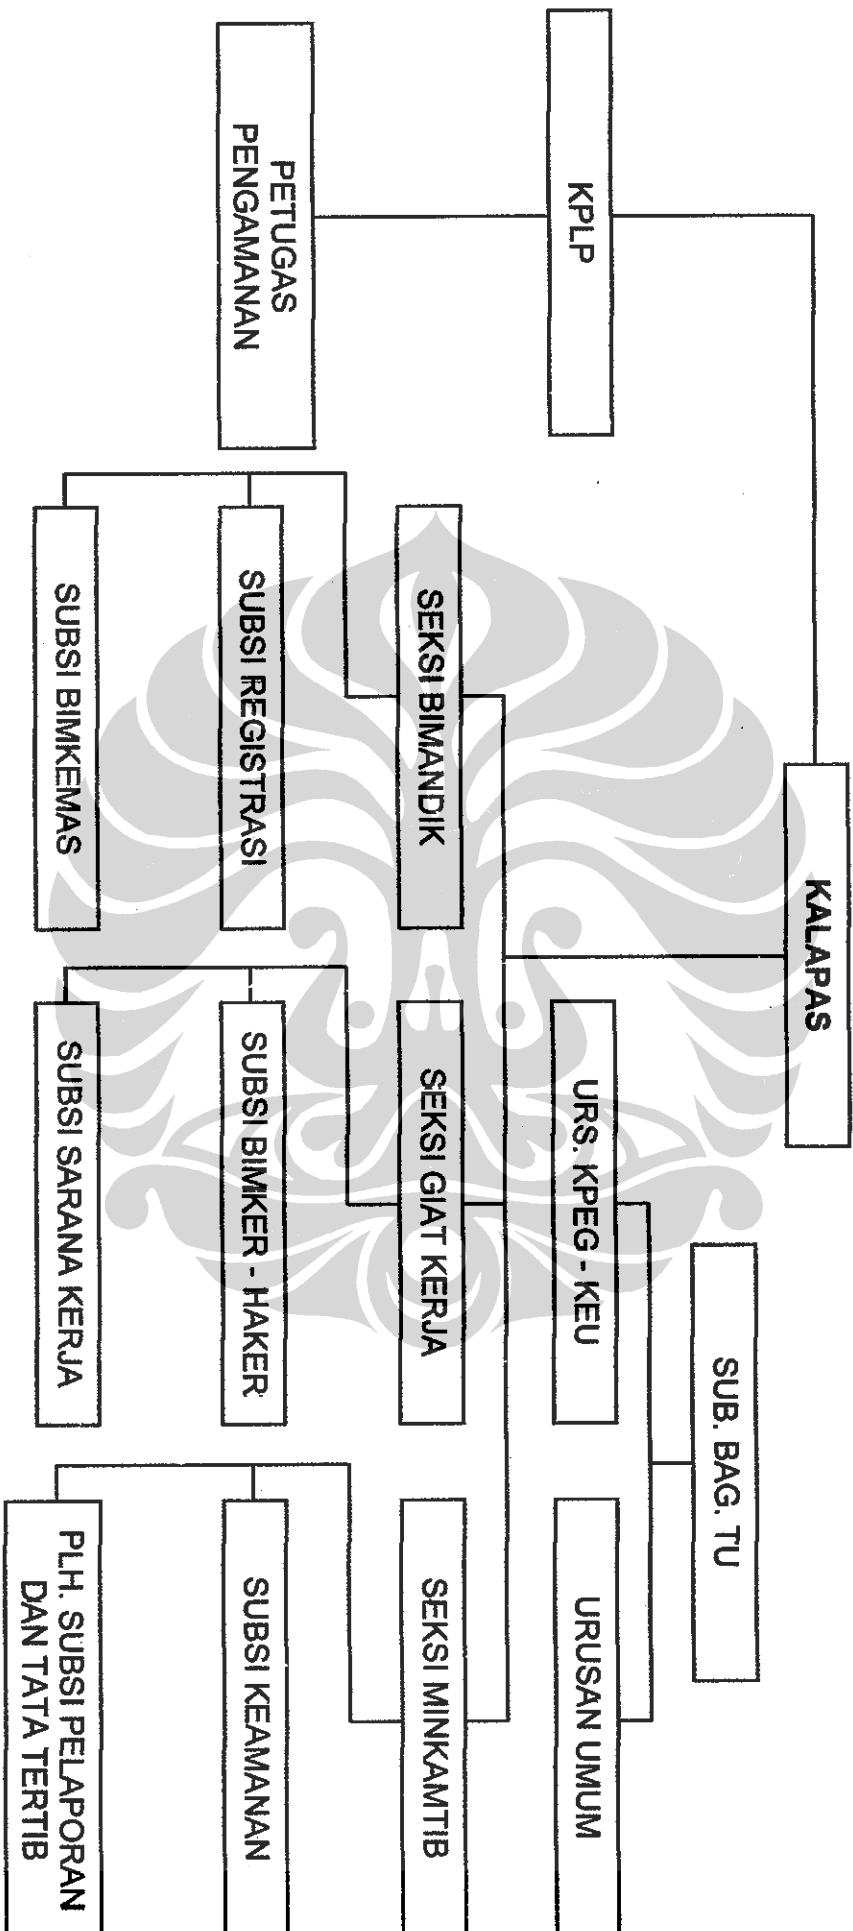 KALAPAS
SUB. BAG. TU
KPLP
URS. KPEG - KEU
URUSAN UMUM
SEKSI BIMANDIK
SEKSI GIAT KERJA
SEKSI MINKAMTIB
PETUGAS
PENGAMANAN
SUBSI REGISTRASI
SUBSI BIMKER - HAKER
SUBSI KEAMANAN
SUBSI BIMKEMAS
SUBSI SARANA KERJA
PLH. SUBSI PELAPORAN
DAN TATA TERTIB